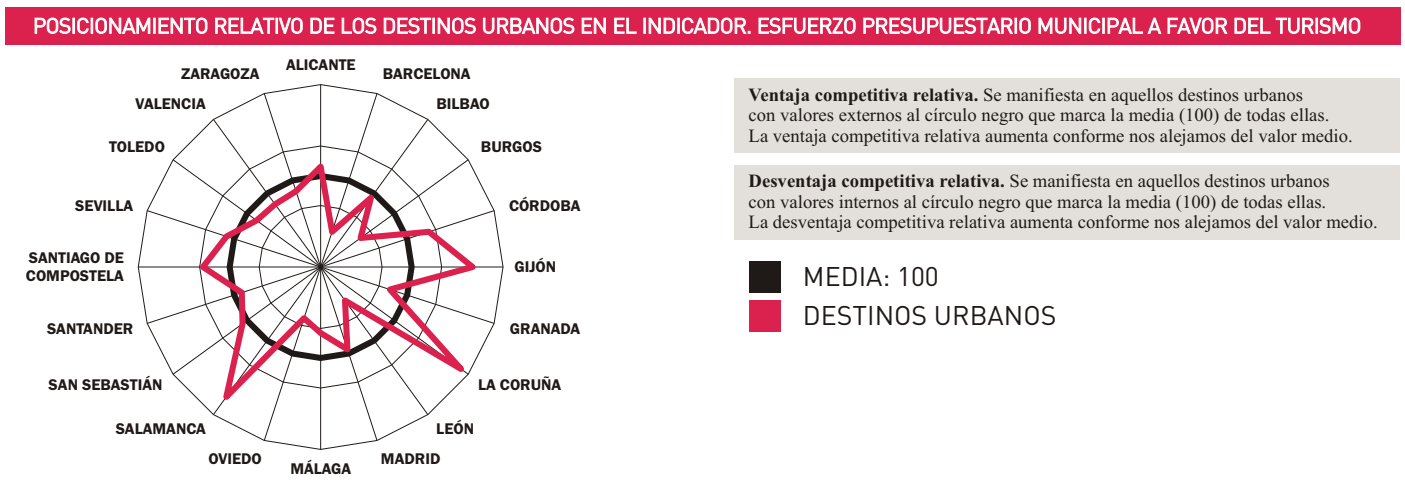 POSICIONAMIENTO RELATIVO DE LOS DESTINOS URBANOS EN EL INDICADOR. ESFUERZO PRESUPUESTARIO MUNICIPAL A FAVOR DEL TURISMO
ALICANTE
BARCELONA
BILBAO
BURGOS
CÓRDOBA
GIJÓN
GRANADA
LA CORUÑA
LEÓN
MADRID
MÁLAGA
OVIEDO
SALAMANCA
SAN SEBASTIÁN
SANTANDER
SANTIAGO DE
COMPOSTELA
SEVILLA
TOLEDO
VALENCIA
ZARAGOZA
Ventaja competitiva relativa. Se manifiesta en aquellos destinos urbanos
con valores externos al círculo negro que marca la media (100) de todas ellas.
La ventaja competitiva relativa aumenta conforme nos alejamos del valor medio.
Desventaja competitiva relativa. Se manifiesta en aquellos destinos urbanos
con valores internos al círculo negro que marca la media (100) de todas ellas.
La desventaja competitiva relativa aumenta conforme nos alejamos del valor medio.
MEDIA: 100
DESTINOS URBANOS